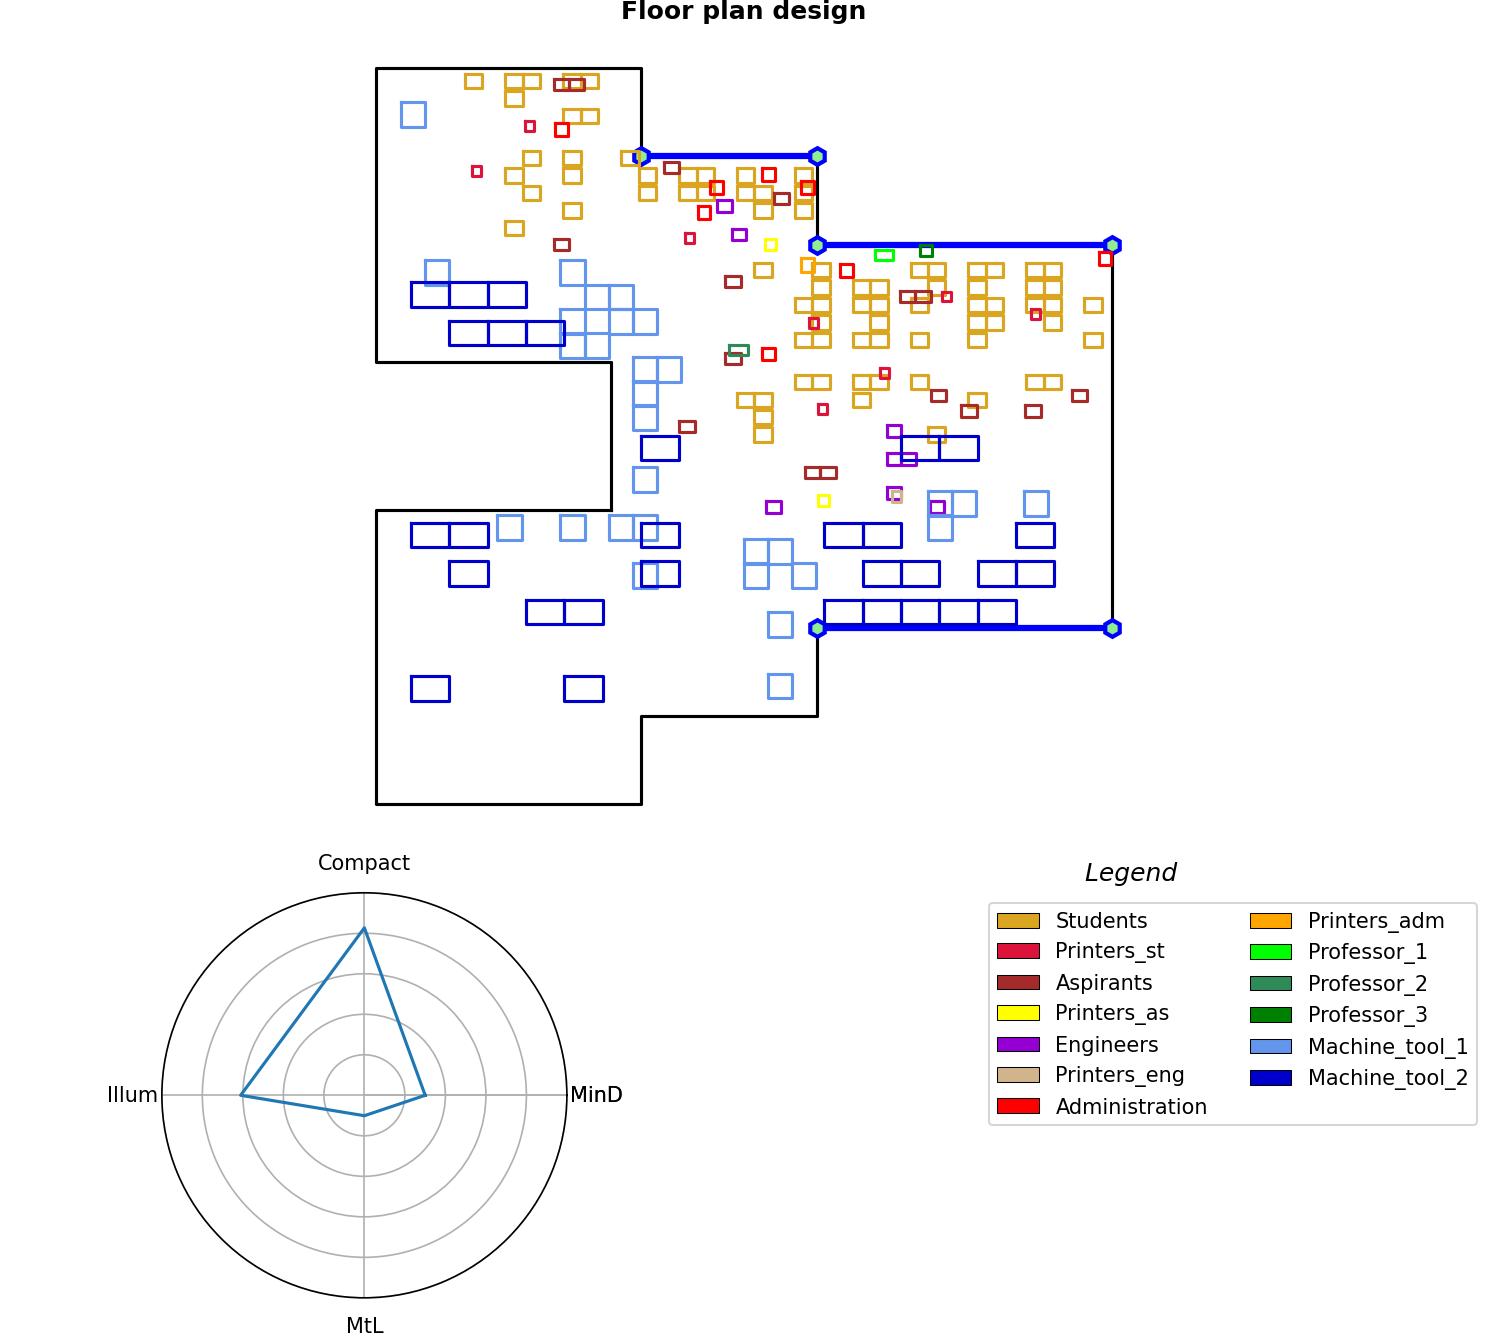 Floor plan design
Compact
Illum
MinD
MtL
Legend
Students
Printers_st
Aspirants
Printers_as
Engineers
Printers_eng
Administration
Printers_adm
Professor_1
Professor_2
Professor_3
Machine_tool_1
Machine_tool_2